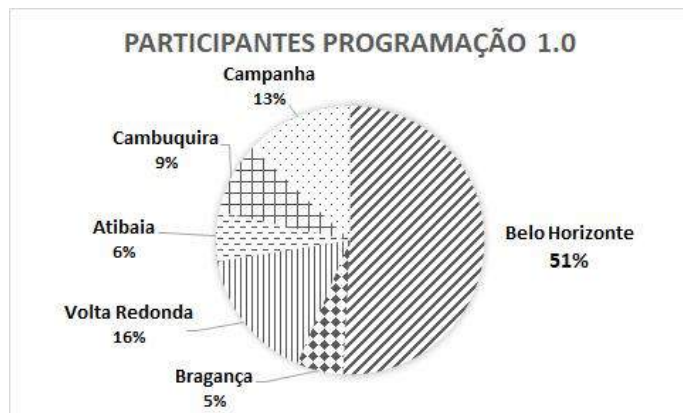 PARTICIPANTES PROGRAMAÇÃO 1.0
Campanha
13%
Cambuquira
9%
Atibaia
6%
Volta Redonda
16%
Bragança
5%
Belo Horizonte
51%